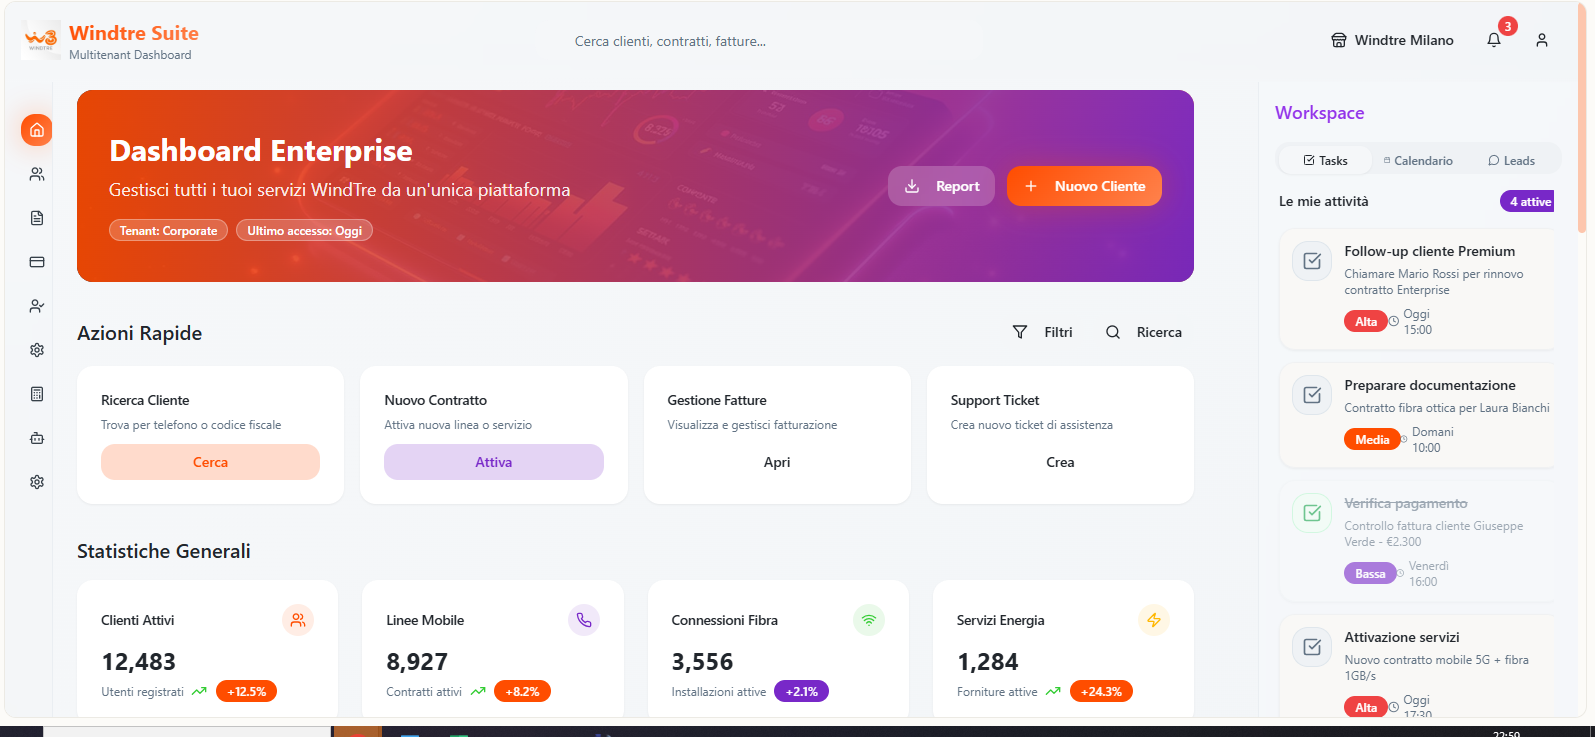 WINDTRE
Windtre Suite
Multitenant Dashboard
Cerca clienti, contratti, fatture...
Windtre Milano
3
Dashboard Enterprise
Gestisci tutti i tuoi servizi WindTre da un'unica piattaforma
Tenant: Corporate
Ultimo accesso: Oggi
Report
Nuovo Cliente
Azioni Rapide
Filtri
Ricerca
Ricerca Cliente
Trova per telefono o codice fiscale
Cerca
Nuovo Contratto
Attiva nuova linea o servizio
Attiva
Gestione Fatture
Visualizza e gestisci fatturazione
Apri
Support Ticket
Crea nuovo ticket di assistenza
Crea
Statistiche Generali
Clienti Attivi
12,483
Utenti registrati
+12.5%
Linee Mobile
8,927
Contratti attivi
+8.2%
Connessioni Fibra
3,556
Installazioni attive
+2.1%
Servizi Energia
1,284
Forniture attive
+24.3%
Workspace
Tasks
Calendario
Leads
Le mie attività
4 attive
Follow-up cliente Premium
Chiamare Mario Rossi per rinnovo
contratto Enterprise
Alta
Oggi
15:00
Preparare documentazione
Contratto fibra ottica per Laura Bianchi
Media
Domani
10:00
Verifica pagamento
Controllo fattura cliente Giuseppe
Verde - €2.300
Bassa
Venerdì
16:00
Attivazione servizi
Nuovo contratto mobile 5G + fibra
1GB/s
Alta
Oggi
17:30
22:59